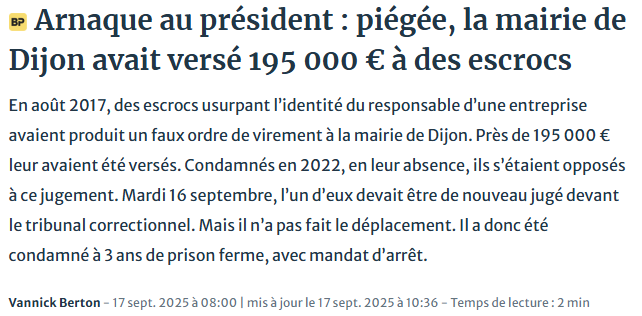 BP Arnaque au président : piégée, la mairie de
Dijon avait versé 195 000 € à des escrocs
En août 2017, des escrocs usurpant l’identité du responsable d’une entreprise
avaient produit un faux ordre de virement à la mairie de Dijon. Près de 195 000 €
leur avaient été versés. Condamnés en 2022, en leur absence, ils s’étaient opposés
à ce jugement. Mardi 16 septembre, l’un d’eux devait être de nouveau jugé devant
le tribunal correctionnel. Mais il n’a pas fait le déplacement. Il a donc été
condamné à 3 ans de prison ferme, avec mandat d’arrêt.
Vannick Berton - 17 sept. 2025 à 08:00 | mis à jour le 17 sept. 2025 à 10:36 - Temps de lecture : 2 min